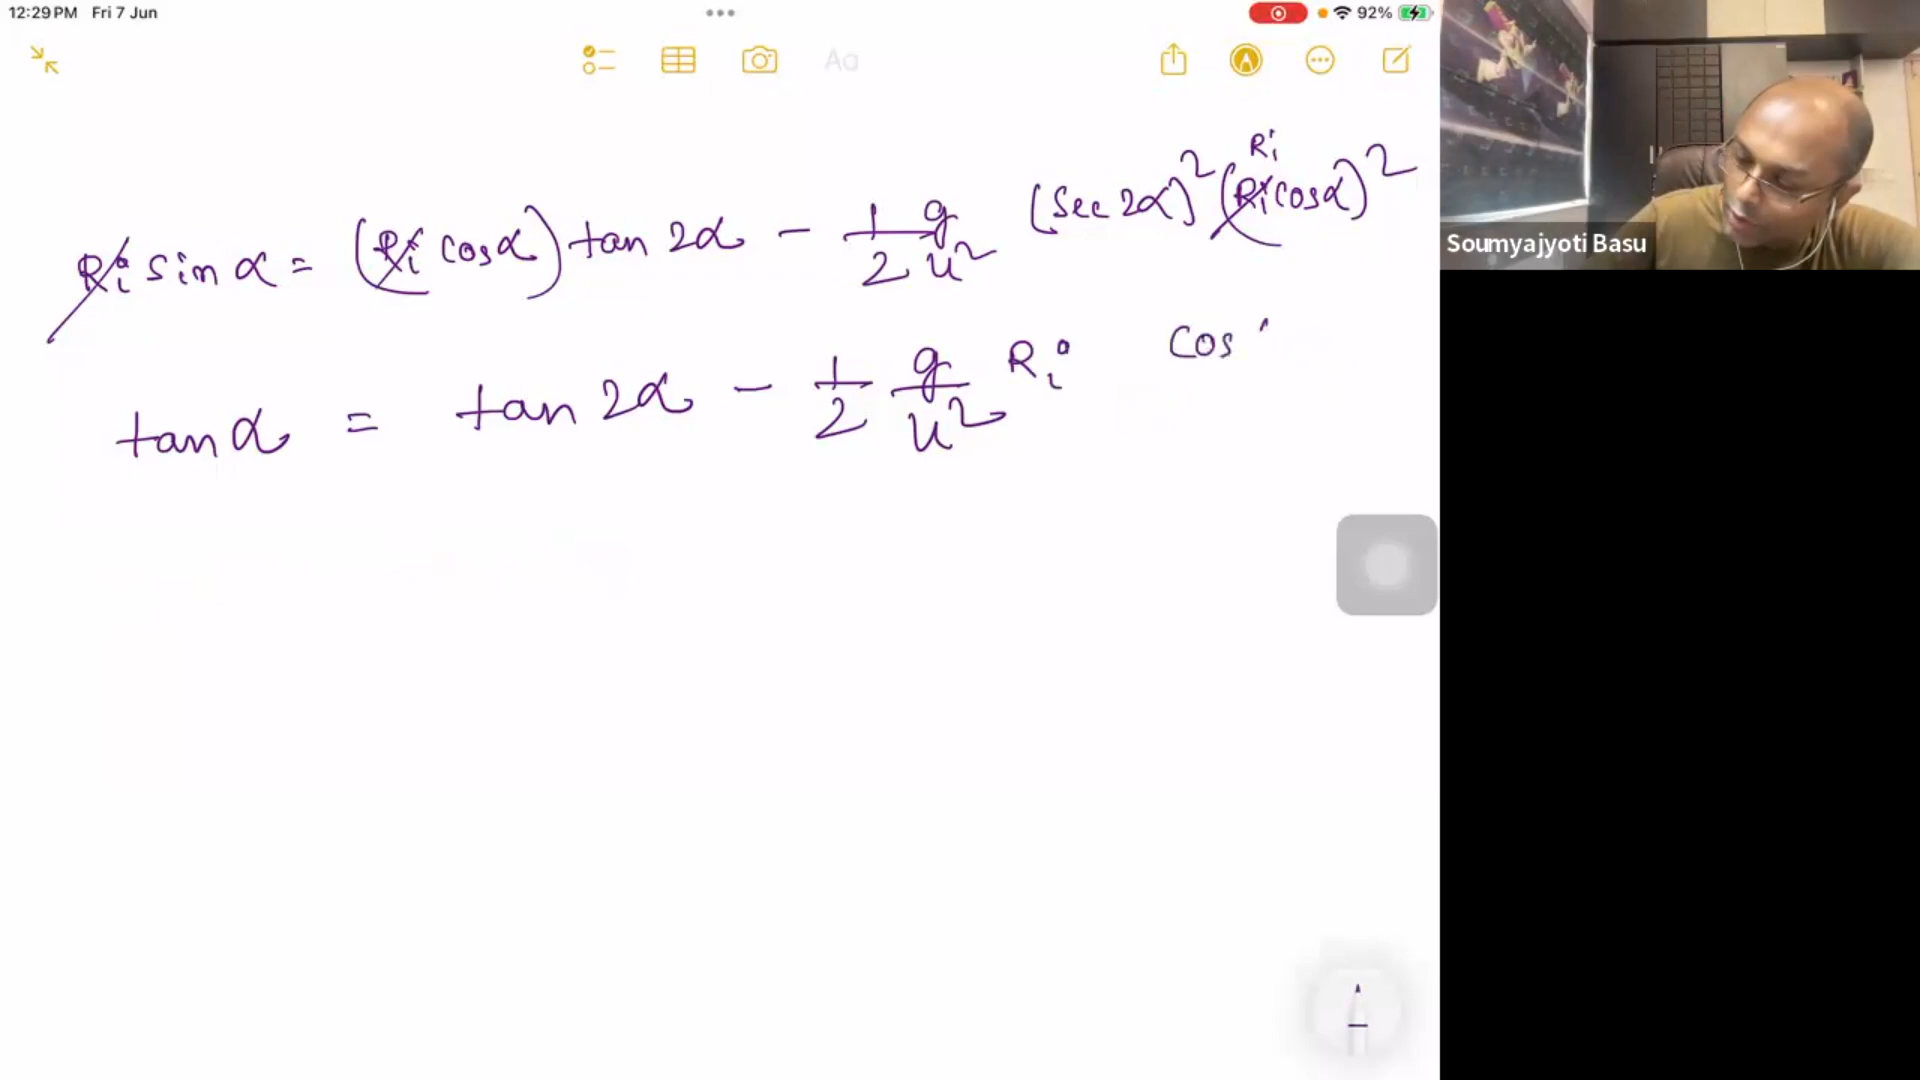 12:29 PM Fri 7 Jun
92%
Aa
Soumyajyoti Basu
Ri
Ri sin α = (Ri cos α) tan 2α - 1/2 g/u² (Sec 2α)² (Ri cos α)²
tan α = tan 2α - 1/2 g/u² Ri cos '